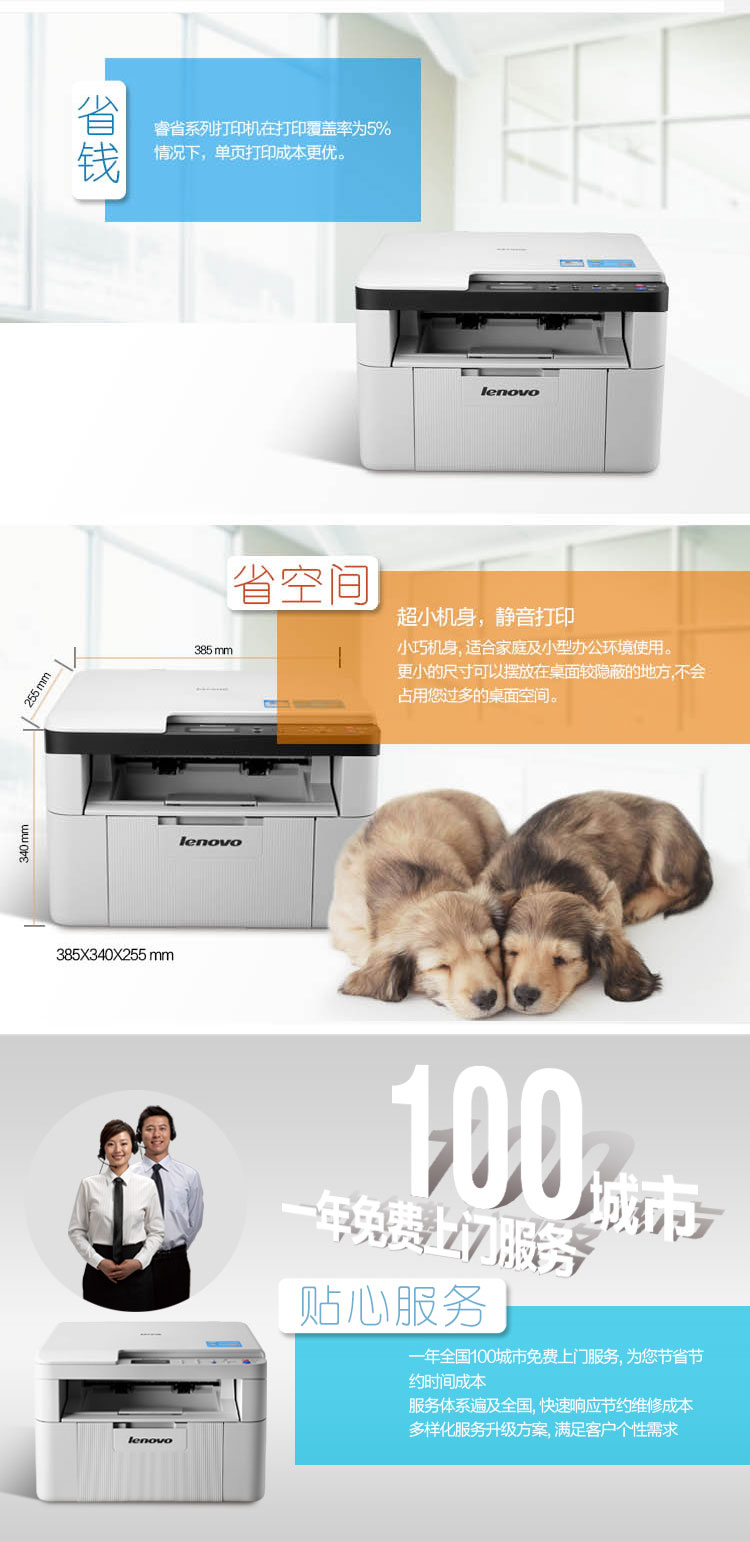 省
钱
睿省系列打印机在打印覆盖率为5%
情况下，单页打印成本更优。
lenovo
省空间
超小机身，静音打印
小巧机身, 适合家庭及小型办公环境使用。
更小的尺寸可以摆放在桌面较隐蔽的地方,不会
占用您过多的桌面空间。
385 mm
255 mm
340 mm
lenovo
385X340X255 mm
100
城市
一年免费上门服务
贴心服务
一年全国100城市免费上门服务, 为您节省节
约时间成本
服务体系遍及全国, 快速响应节约维修成本
多样化服务升级方案, 满足客户个性需求
lenovo